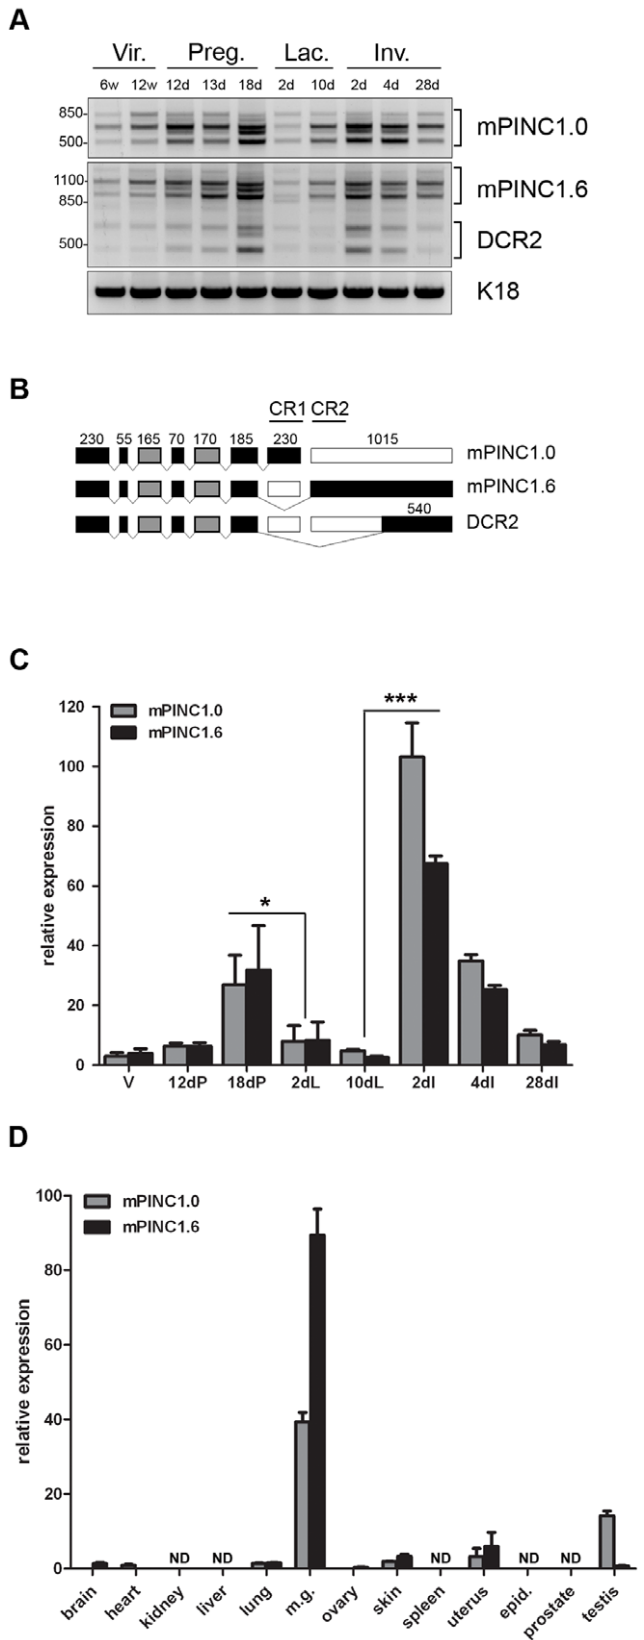 A
Vir. Preg. Lac. Inv.
6w 12w 12d 13d 18d 2d 10d 2d 4d 28d
850-
500-
mPINC1.0
1100-
850-
500-
mPINC1.6
DCR2
K18
B
CR1 CR2
230 55 165 70 170 185 230 1015
mPINC1.0
mPINC1.6
540
DCR2
C
mPINC1.0
mPINC1.6
***
*
relative expression
120
100
80
60
40
20
0
V 12dP 18dP 2dL 10dL 2dI 4dI 28dI
D
mPINC1.0
mPINC1.6
relative expression
100
80
60
40
20
0
ND ND ND ND ND
brain heart kidney liver lung m.g. ovary skin spleen uterus epid. prostate testis